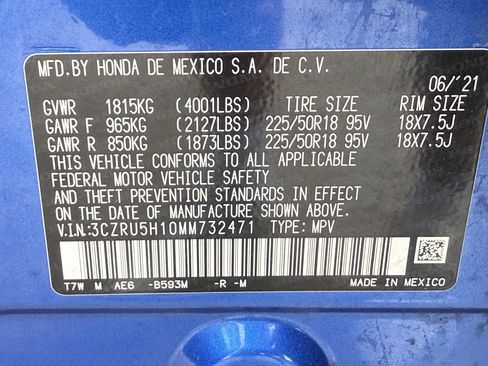 MFD.BY HONDA DE MEXICO S.A. DE C.V.
06/'21
GVWR 1815KG (4001LBS) TIRE SIZE RIM SIZE
GAWR F 965KG (2127LBS) 225/50R18 95V 18X7.5J
GAWR R 850KG (1873LBS) 225/50R18 95V 18X7.5J
THIS VEHICLE CONFORMS TO ALL APPLICABLE
FEDERAL MOTOR VEHICLE SAFETY
AND THEFT PREVENTION STANDARDS IN EFFECT
ON THE DATE OF MANUFACTURE SHOWN ABOVE.
V.I.N:3CZRU5H10MM732471 TYPE: MPV
T7W M AE6 -B593M -R -M
MADE IN MEXICO